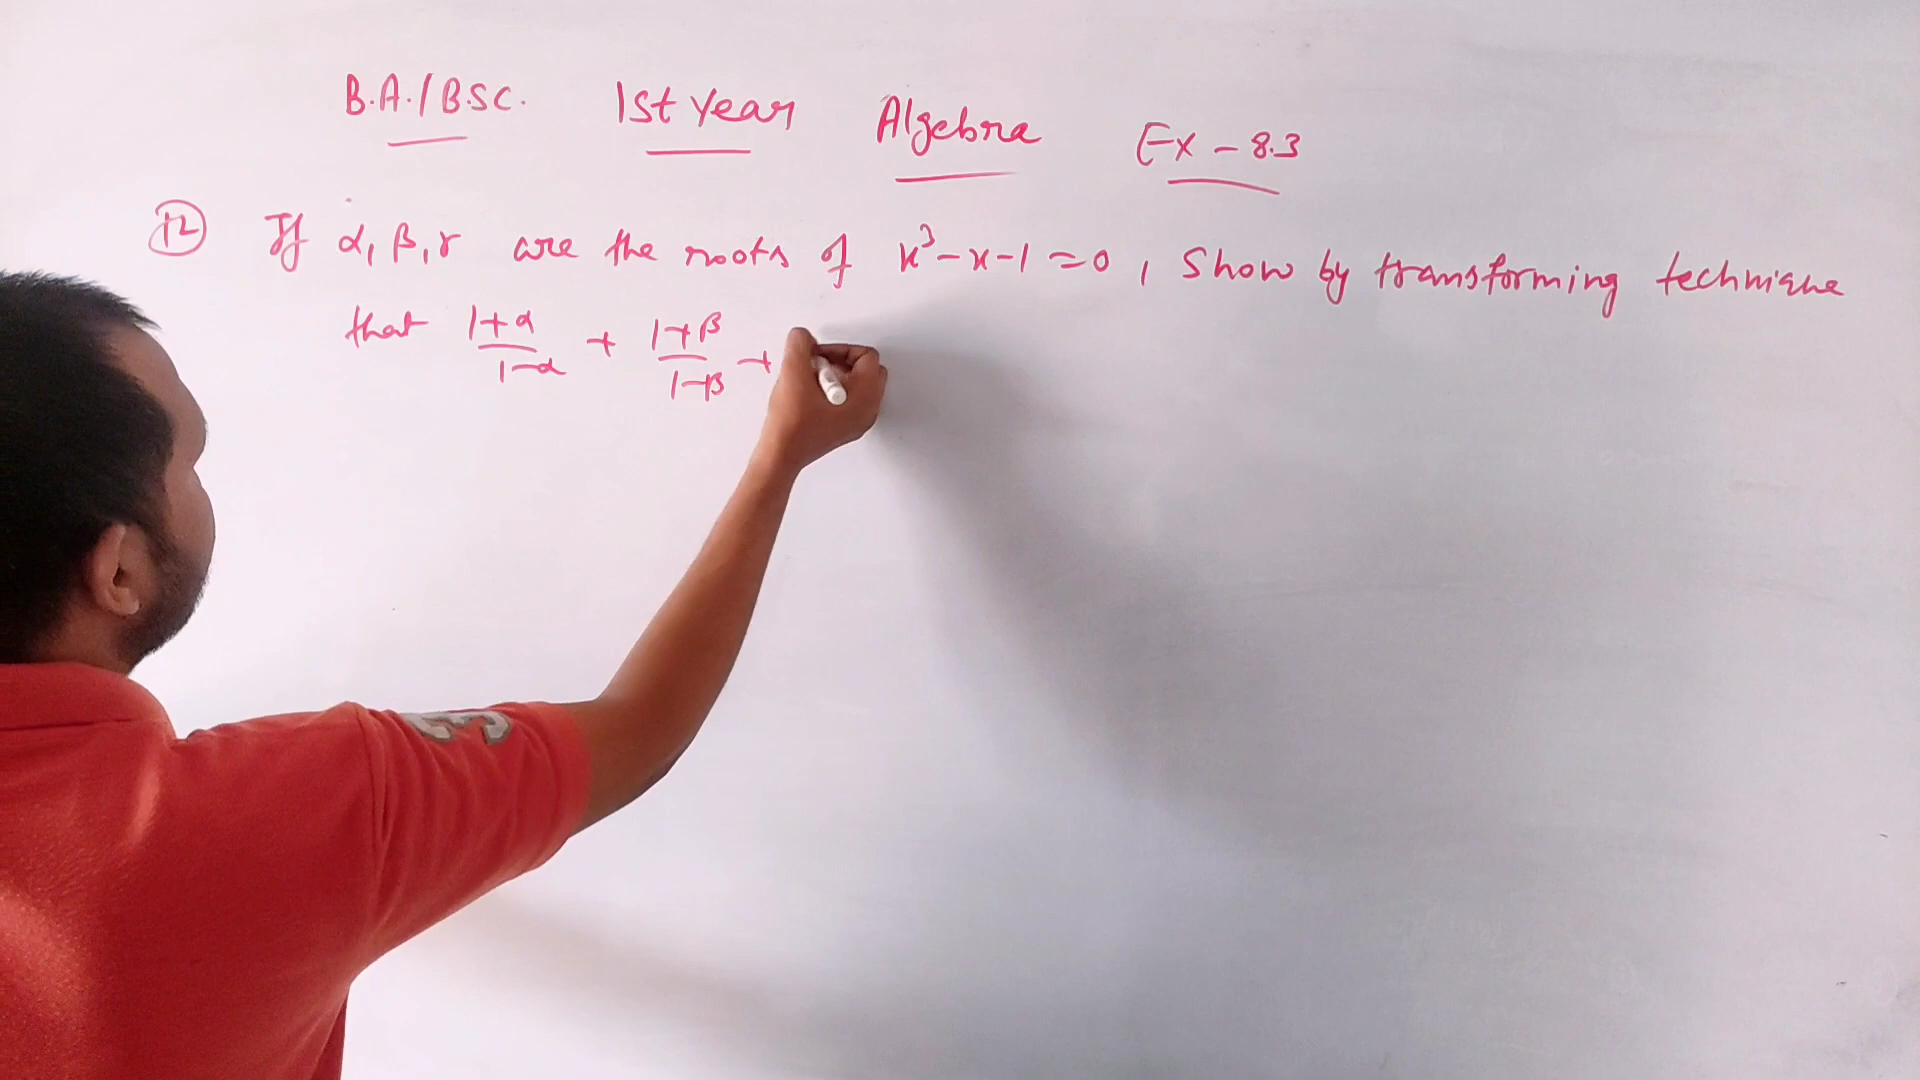 B.A./B.SC. 1st Year Algebra Ex - 8.3
⑫ If α, β, γ are the roots of x³-x-1=0, Show by transforming technique
that (1+α)/(1-α) + (1+β)/(1-β) +